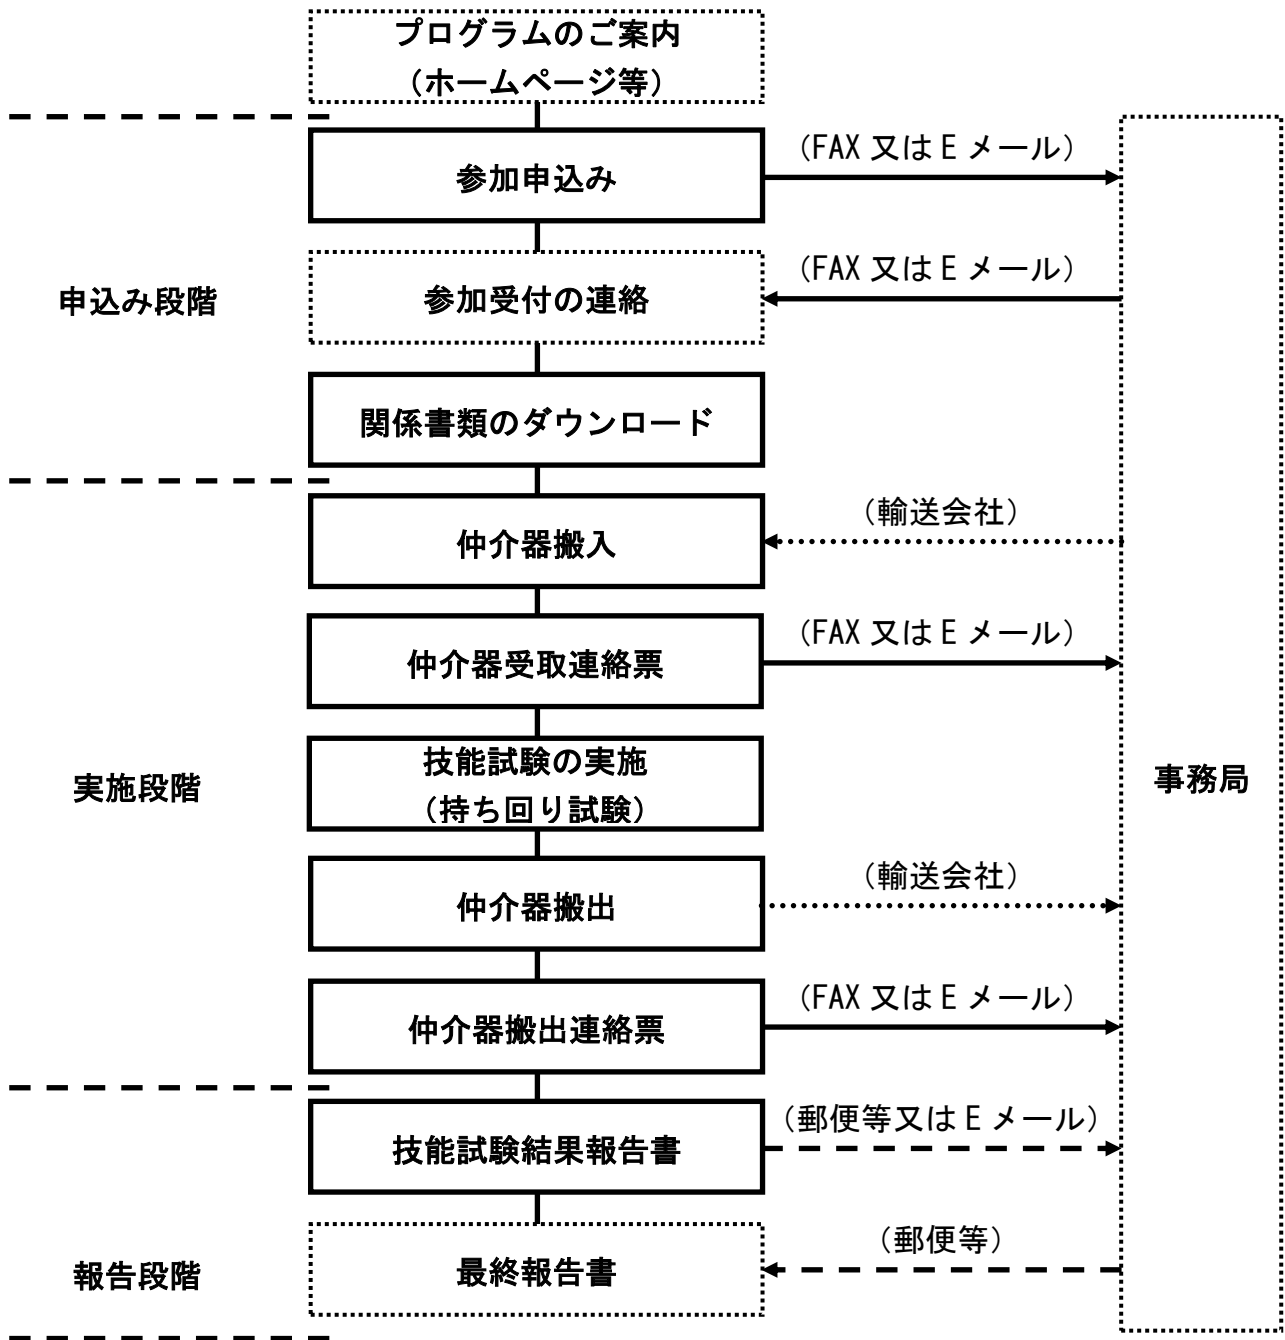 プログラムのご案内
（ホームページ等）
参加申込み
（FAX 又は E メール）
申込み段階
参加受付の連絡
（FAX 又は E メール）
関係書類のダウンロード
仲介器搬入
（輸送会社）
仲介器受取連絡票
（FAX 又は E メール）
実施段階
技能試験の実施
（持ち回り試験）
事務局
仲介器搬出
（輸送会社）
仲介器搬出連絡票
（FAX 又は E メール）
技能試験結果報告書
（郵便等又は E メール）
報告段階
最終報告書
（郵便等）